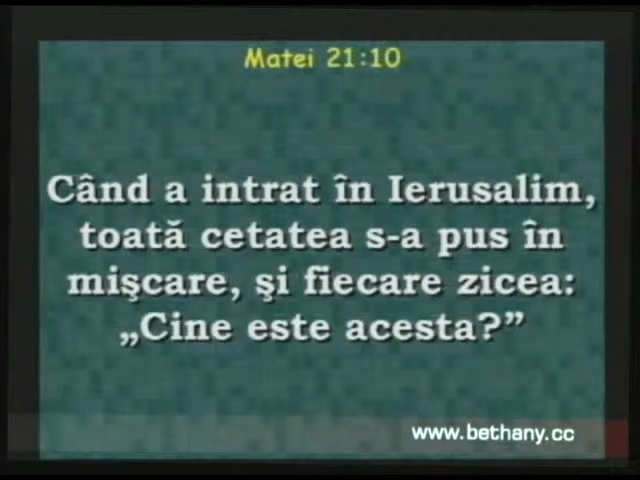 Matei 21:10
Când a intrat în Ierusalim,
toată cetatea s-a pus în
mişcare, şi fiecare zicea:
„Cine este acesta?”
www.bethany.cc